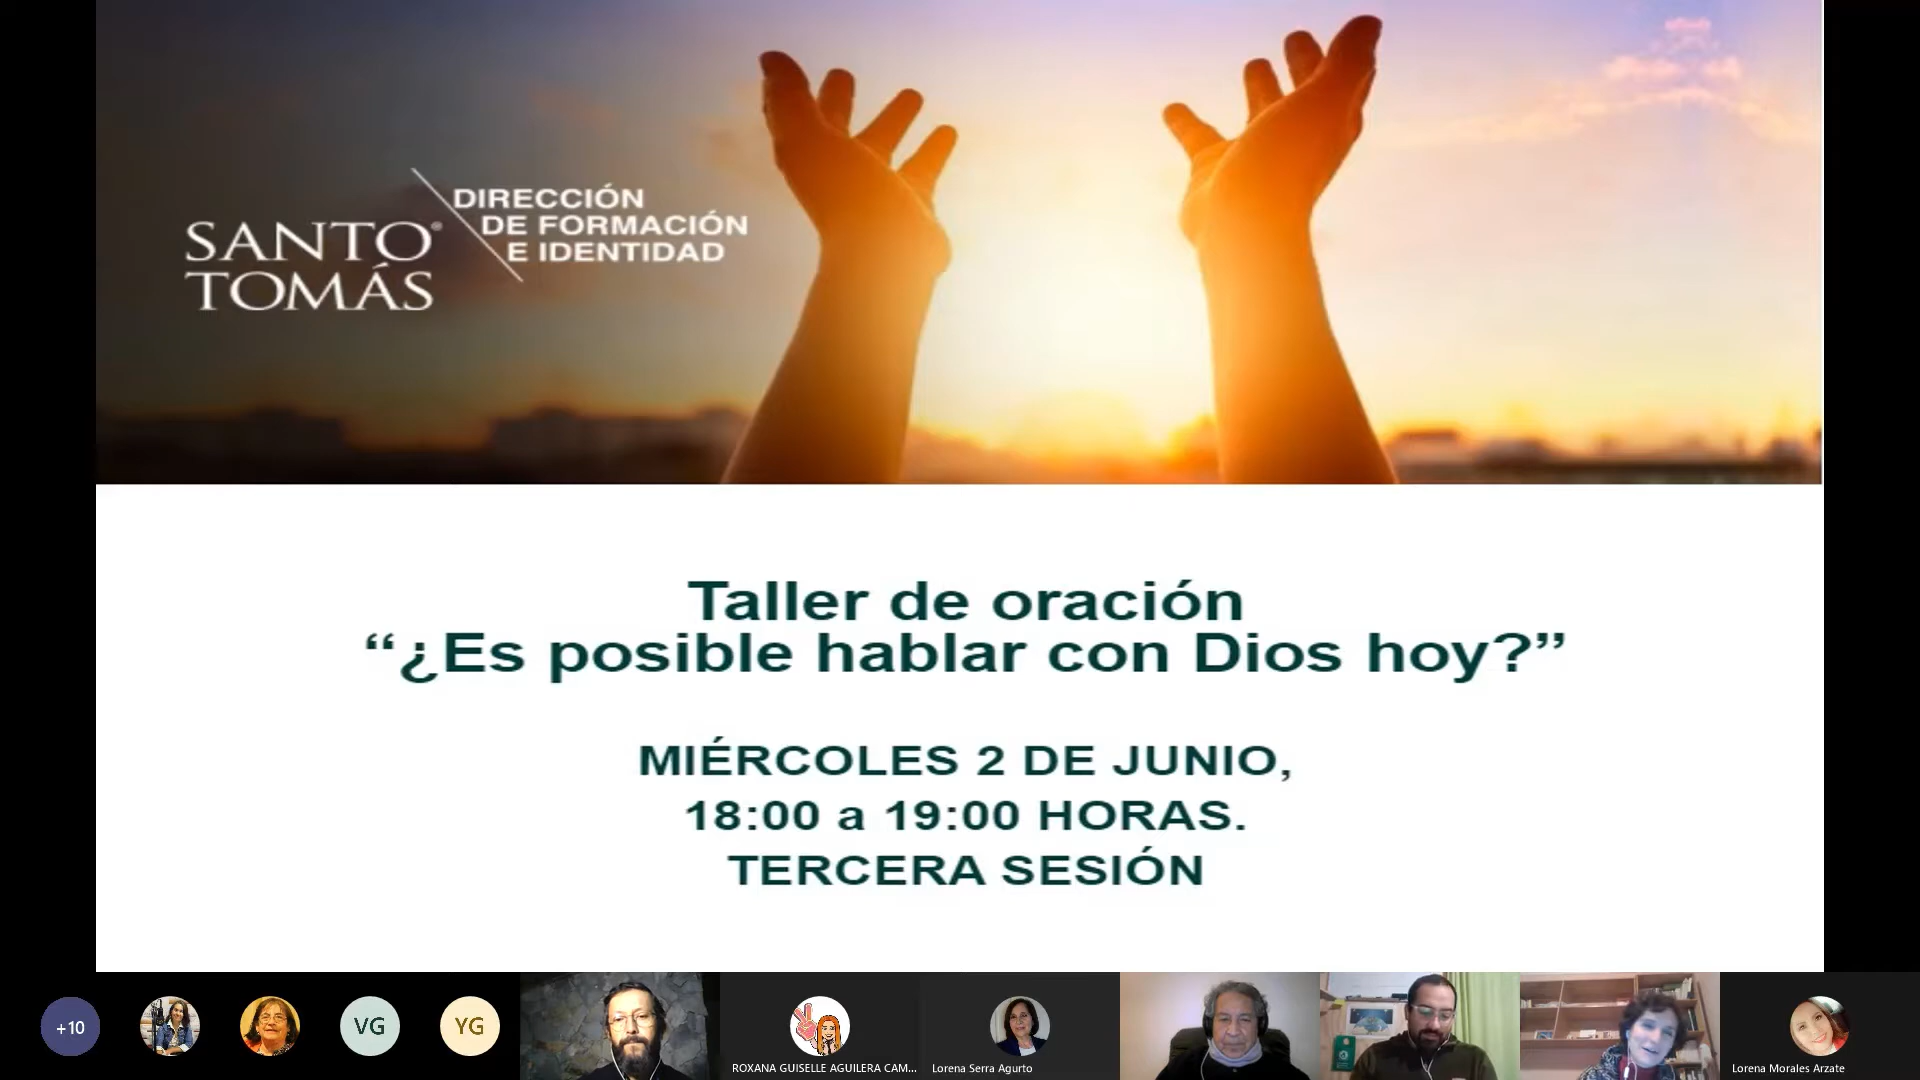 SANTO
TOMÁS
DIRECCIÓN
DE FORMACIÓN
E IDENTIDAD
Taller de oración
“¿Es posible hablar con Dios hoy?”
MIÉRCOLES 2 DE JUNIO,
18:00 a 19:00 HORAS.
TERCERA SESIÓN
+10
VG
YG
ROXANA GUISELLE AGUILERA CAM...
Lorena Serra Agurto
Lorena Morales Arzate